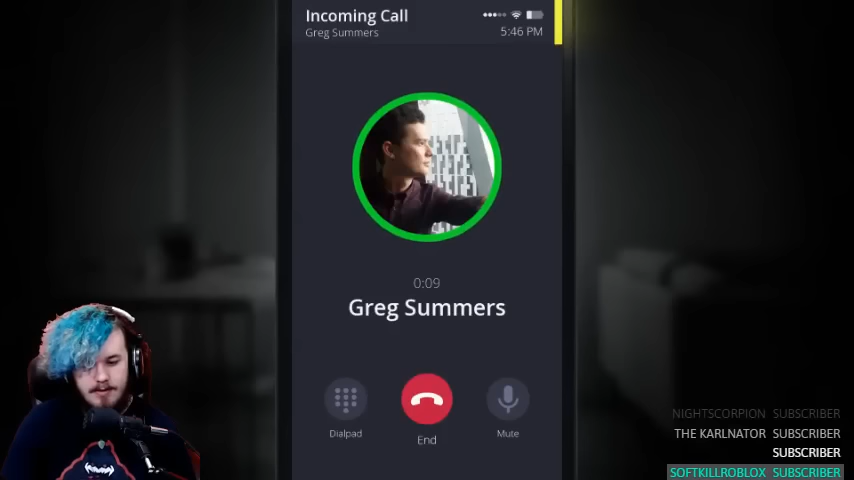 Incoming Call
Greg Summers
5:46 PM
0:09
Greg Summers
Dialpad
End
Mute
NIGHTSCORPION SUBSCRIBER
THE KARLNATOR SUBSCRIBER
SUBSCRIBER
SOFTKILLROBLOX SUBSCRIBER